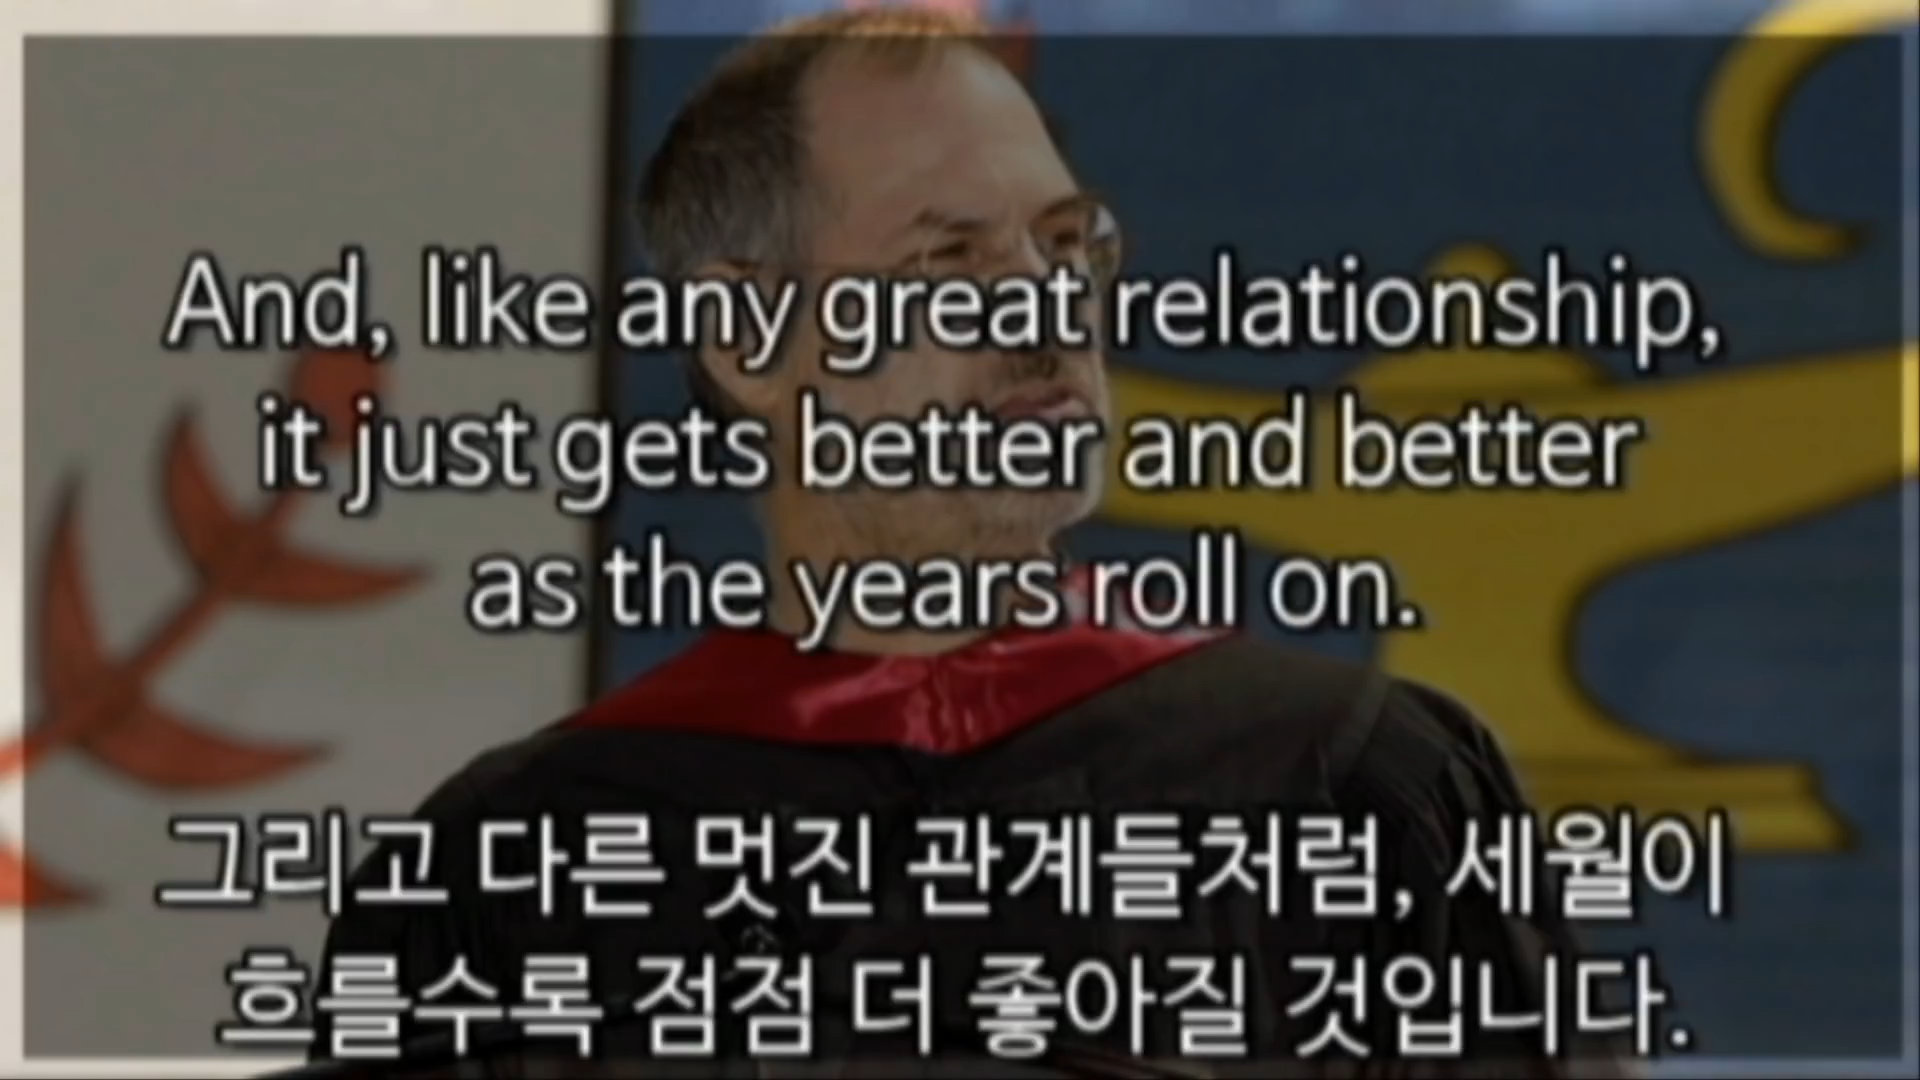 And, like any great relationship,
it just gets better and better
as the years roll on.
그리고 다른 멋진 관계들처럼, 세월이
흐를수록 점점 더 좋아질 것입니다.